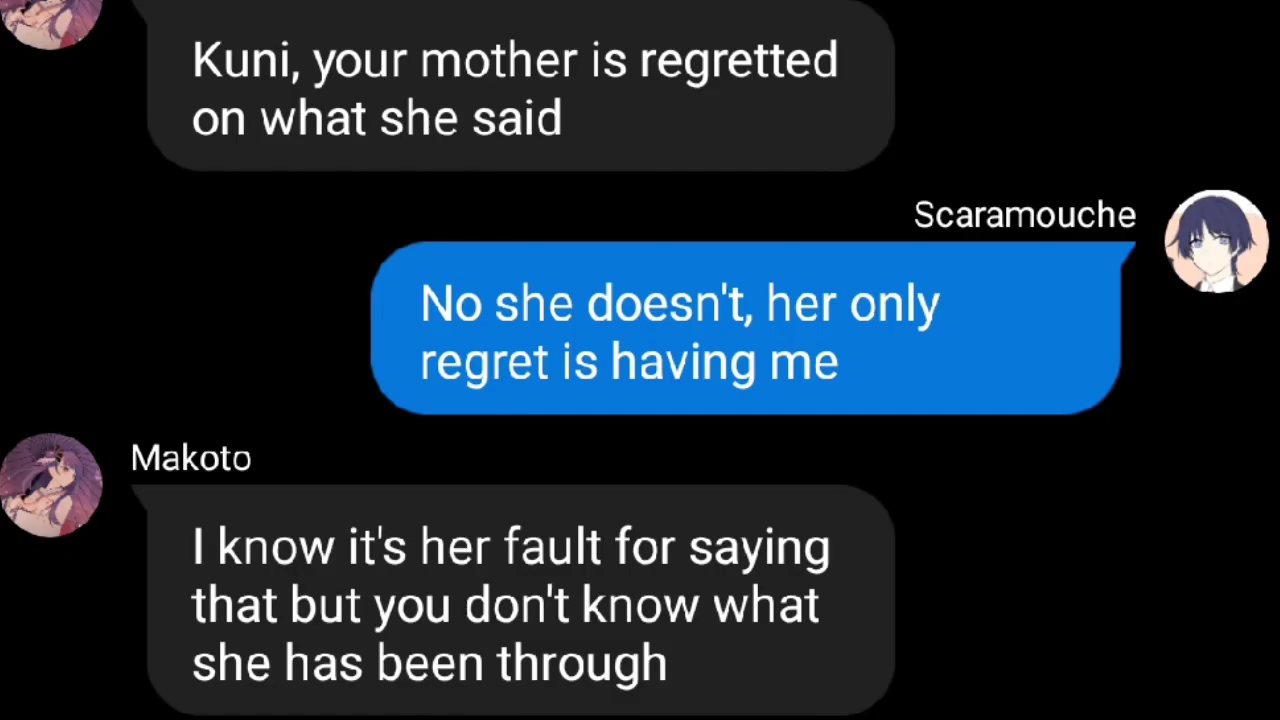 Kuni, your mother is regretted
on what she said
Scaramouche
No she doesn't, her only
regret is having me
Makoto
I know it's her fault for saying
that but you don't know what
she has been through